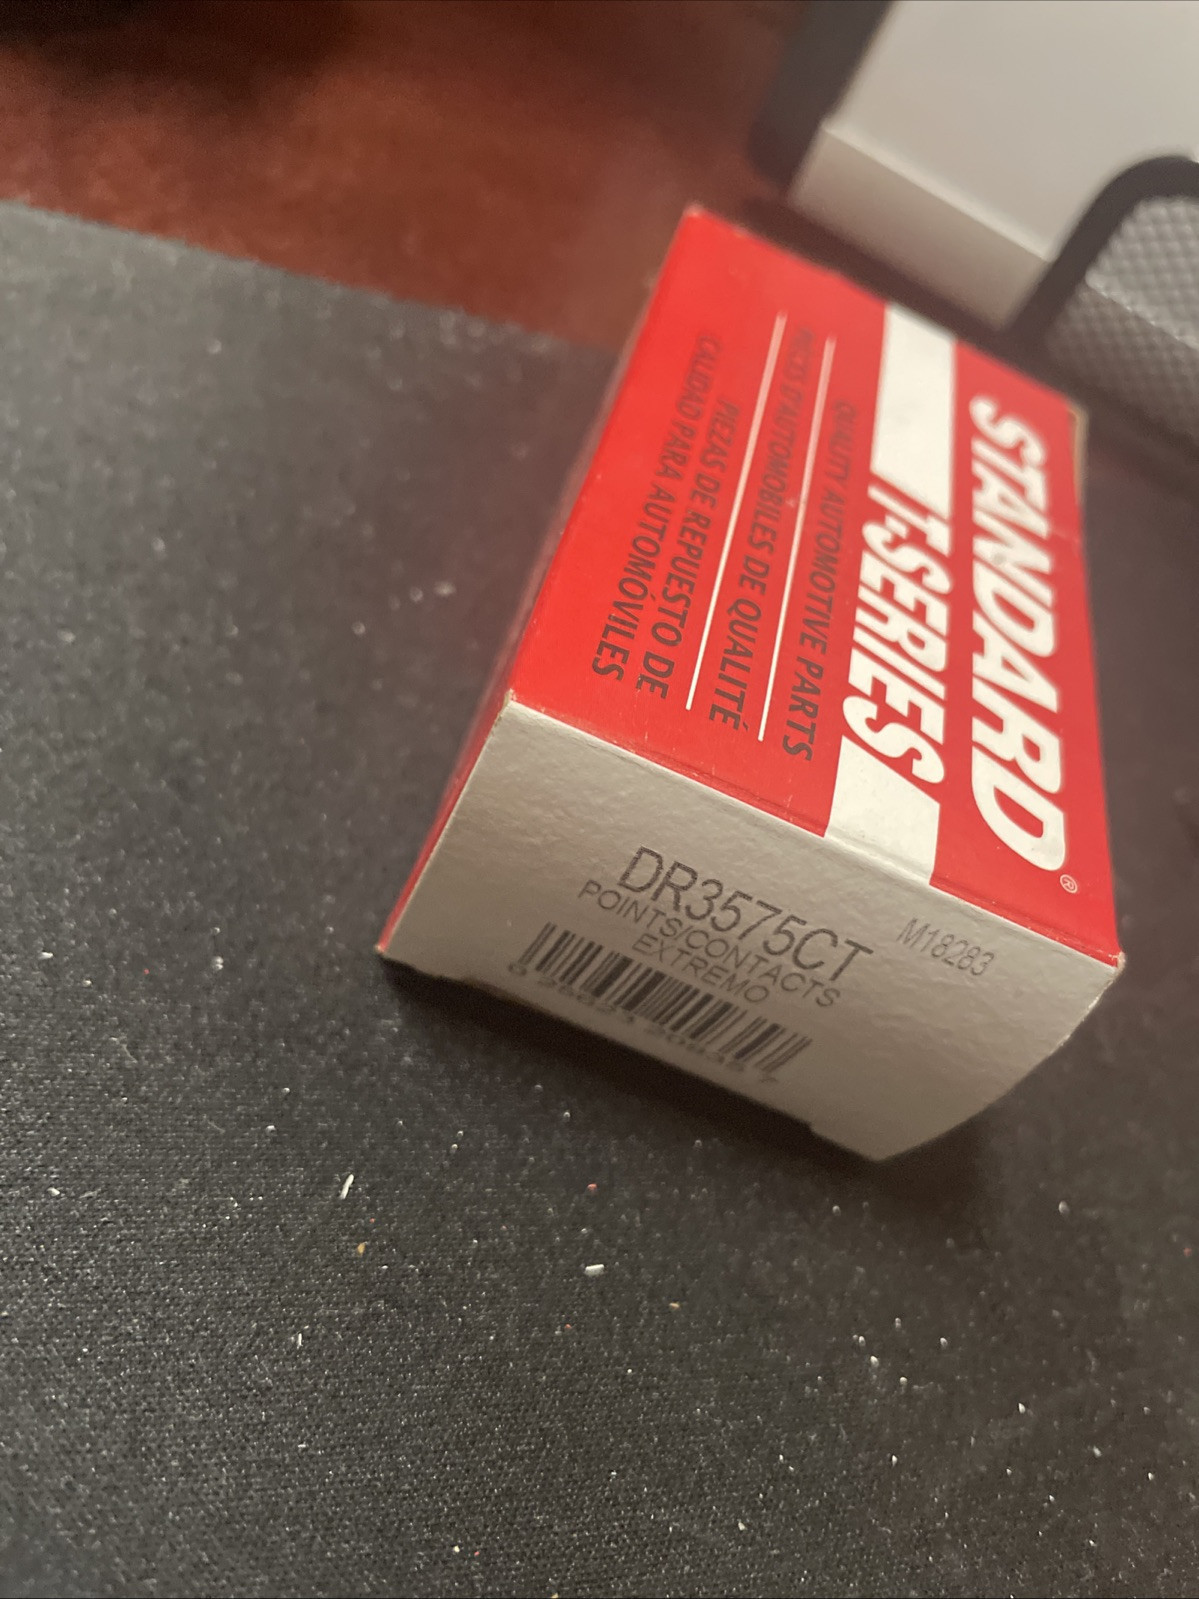 STANDARD®
T-SERIES
QUALITY AUTOMOTIVE PARTS
PIÈCES D'AUTOMOBILES DE QUALITÉ
PIEZAS DE REPUESTO DE
CALIDAD PARA AUTOMÓVILES
M18283
DR3575CT
POINTS/CONTACTS
EXTREMO